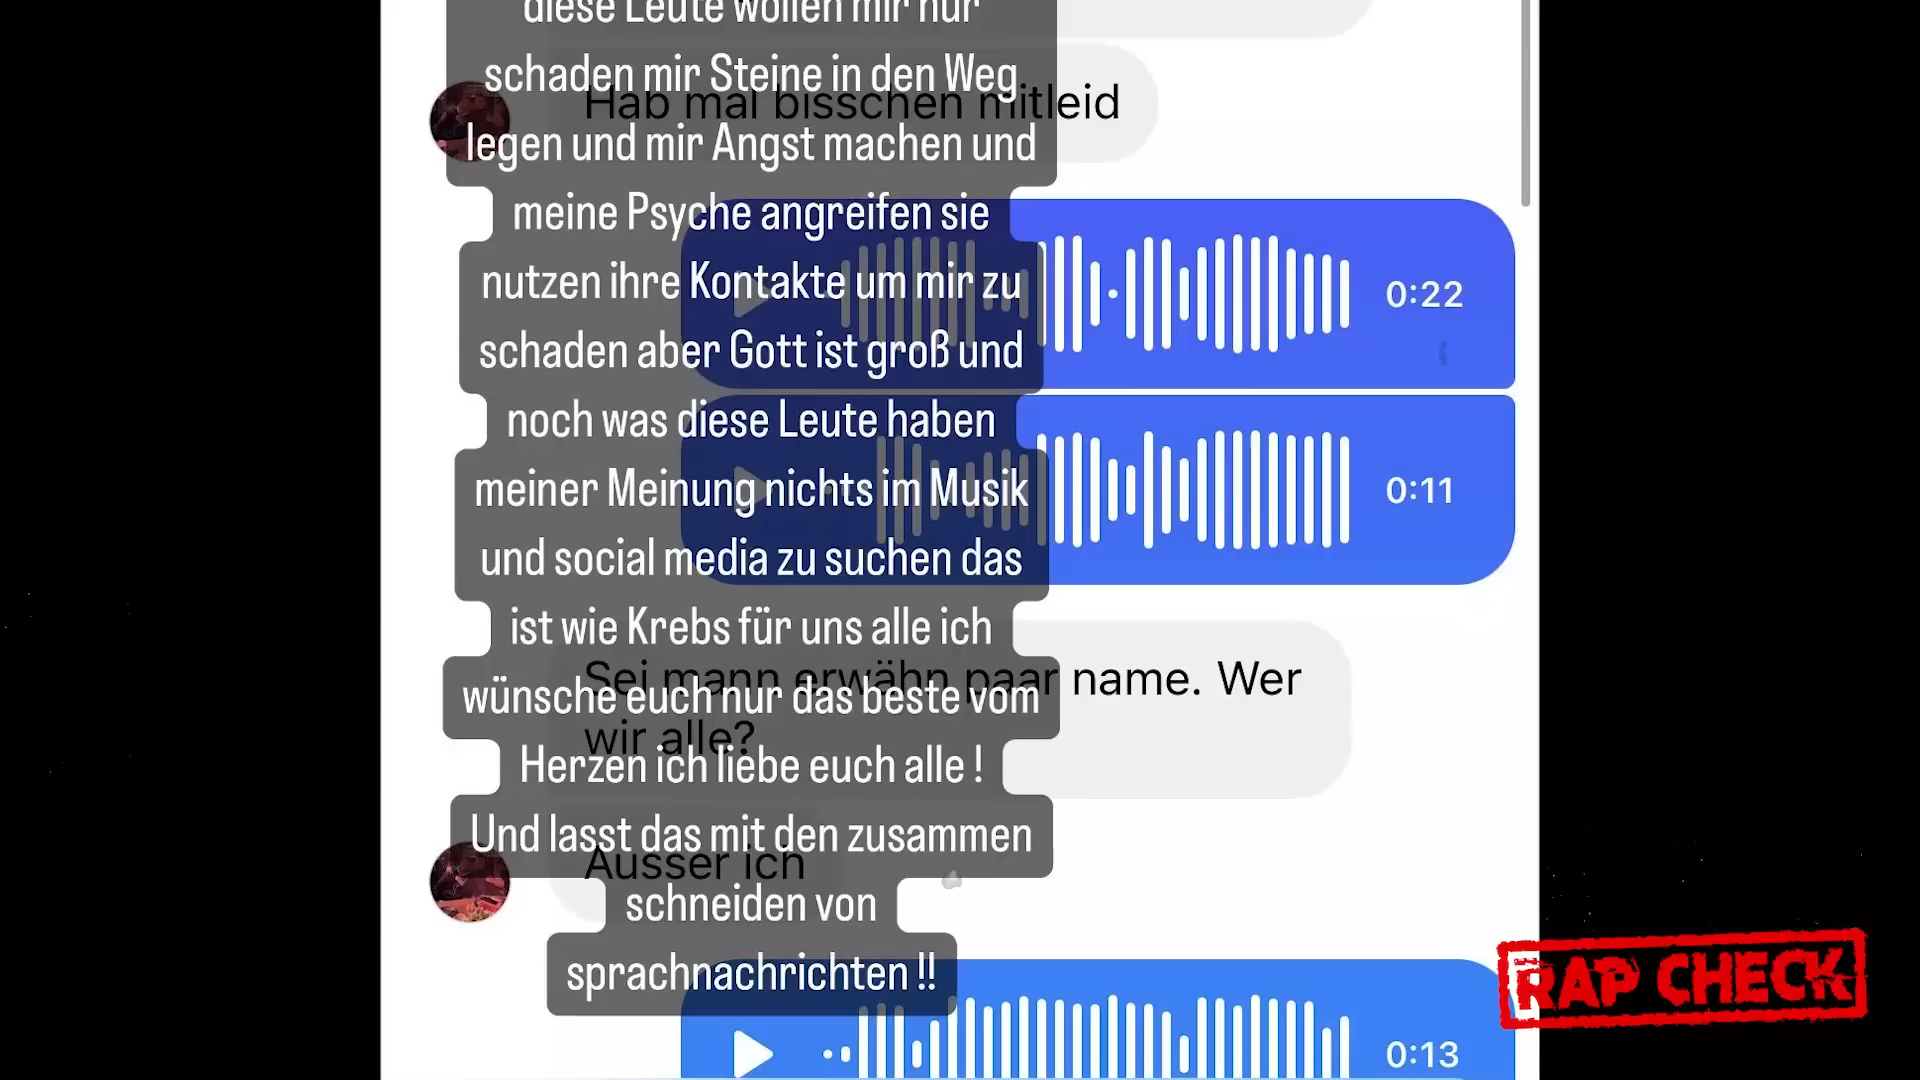 diese Leute wollen mir nur
schaden mir Steine in den Weg
Hab mal bisschen mitleid
legen und mir Angst machen und
meine Psyche angreifen sie
nutzen ihre Kontakte um mir zu
0:22
schaden aber Gott ist groß und
noch was diese Leute haben
meiner Meinung nichts im Musik
0:11
und social media zu suchen das
ist wie Krebs für uns alle ich
Sei mann erwähn paar name. Wer
wünsche euch nur das beste vom
wir alle?
Herzen ich liebe euch alle !
Und lasst das mit den zusammen
Ausser ich
schneiden von
sprachnachrichten !!
RAP CHECK
0:13